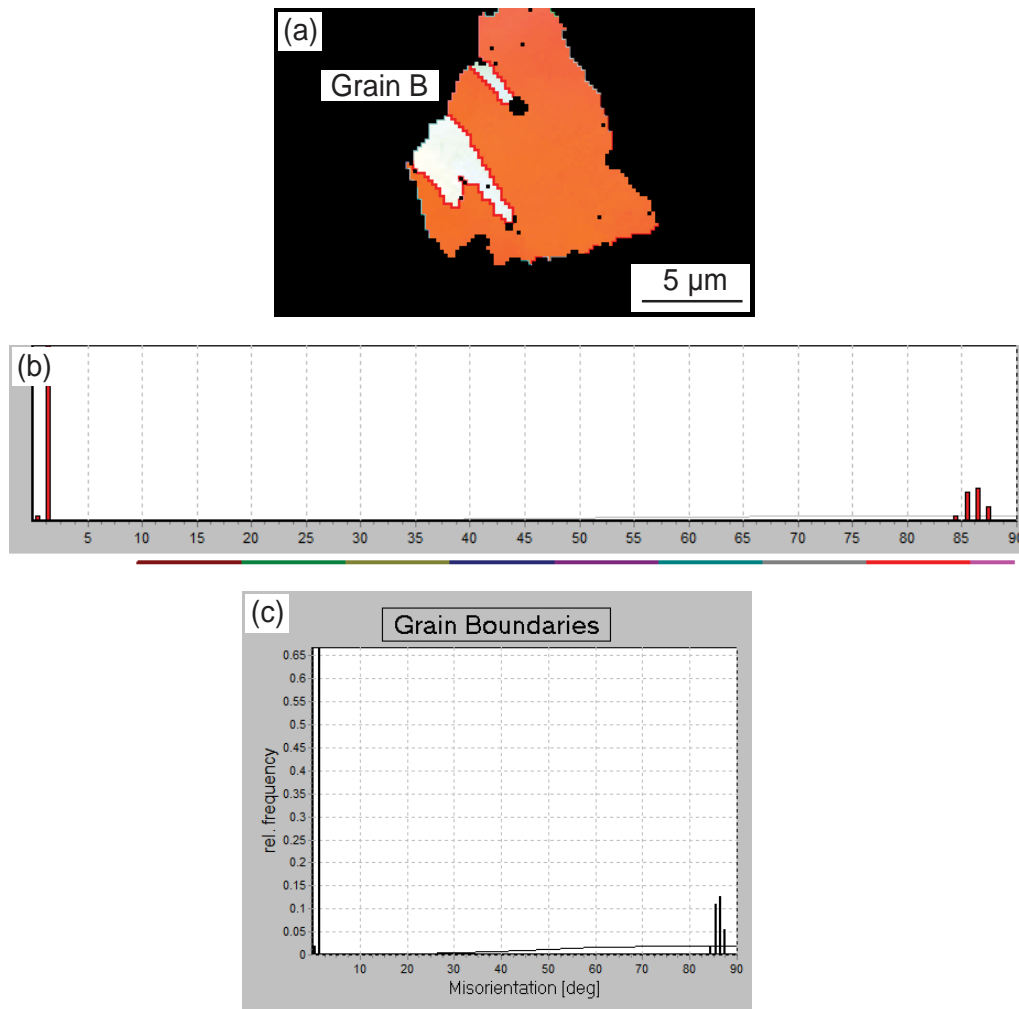 (a)
Grain B
5 µm
(b)
5 10 15 20 25 30 35 40 45 50 55 60 65 70 75 80 85 90
(c)
Grain Boundaries
0.65
0.6
0.55
0.5
0.45
0.4
0.35
0.3
0.25
0.2
0.15
0.1
0.05
0
rel. frequency
10 20 30 40 50 60 70 80 90
Misorientation [deg]